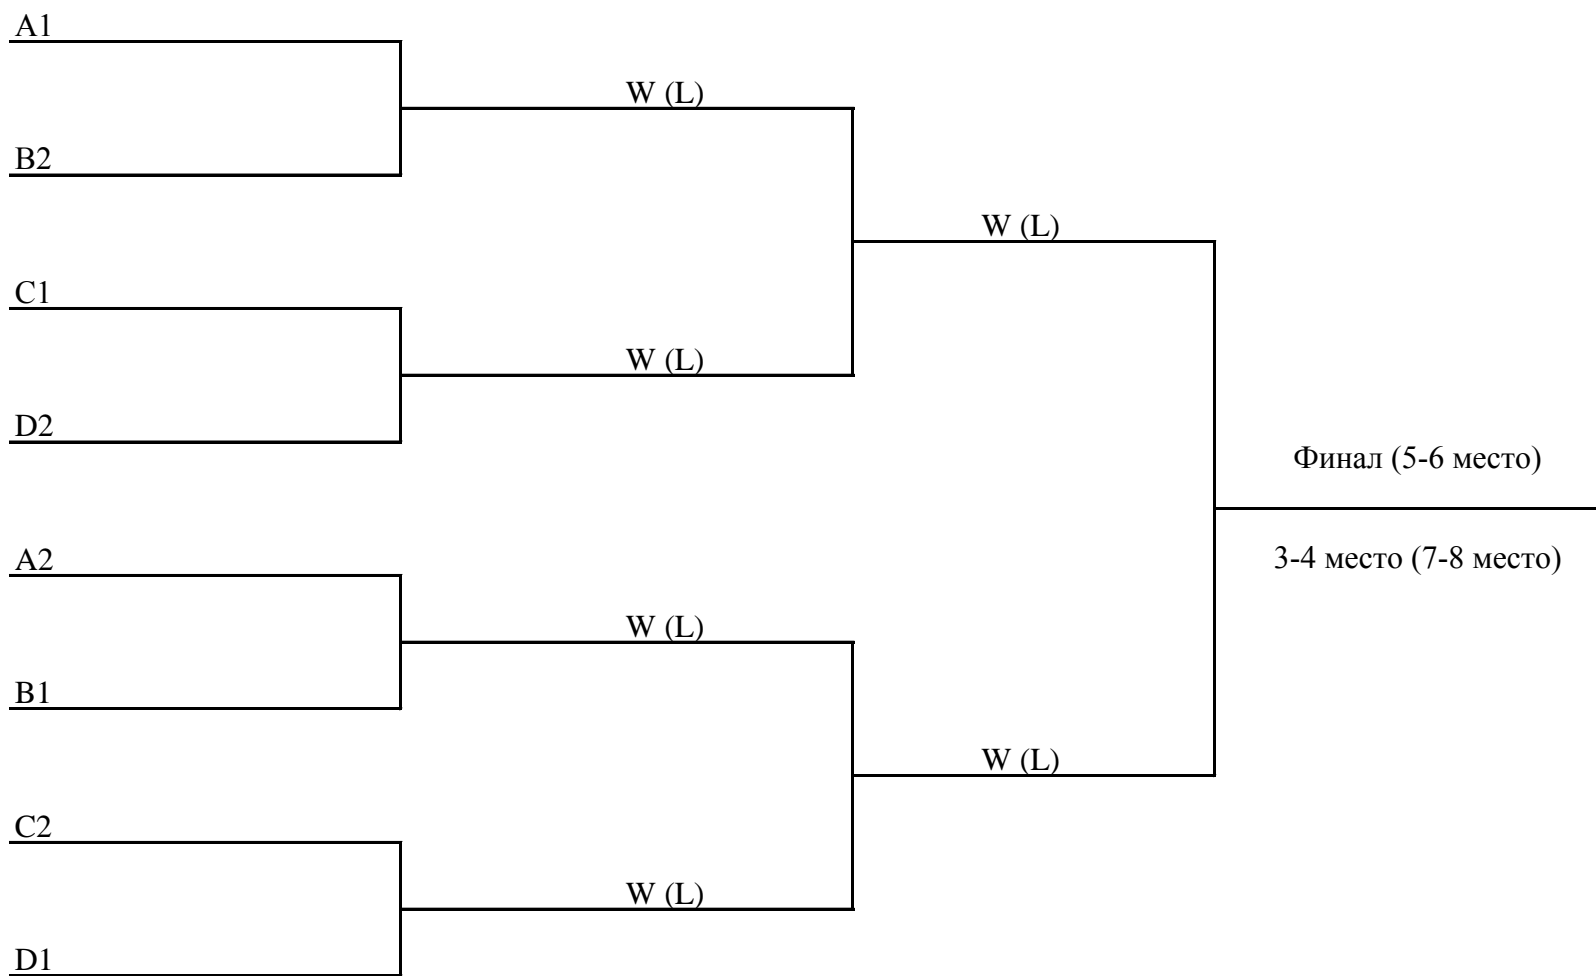 A1
W (L)
B2
W (L)
C1
W (L)
D2
Финал (5-6 место)
3-4 место (7-8 место)
A2
W (L)
B1
W (L)
C2
W (L)
D1